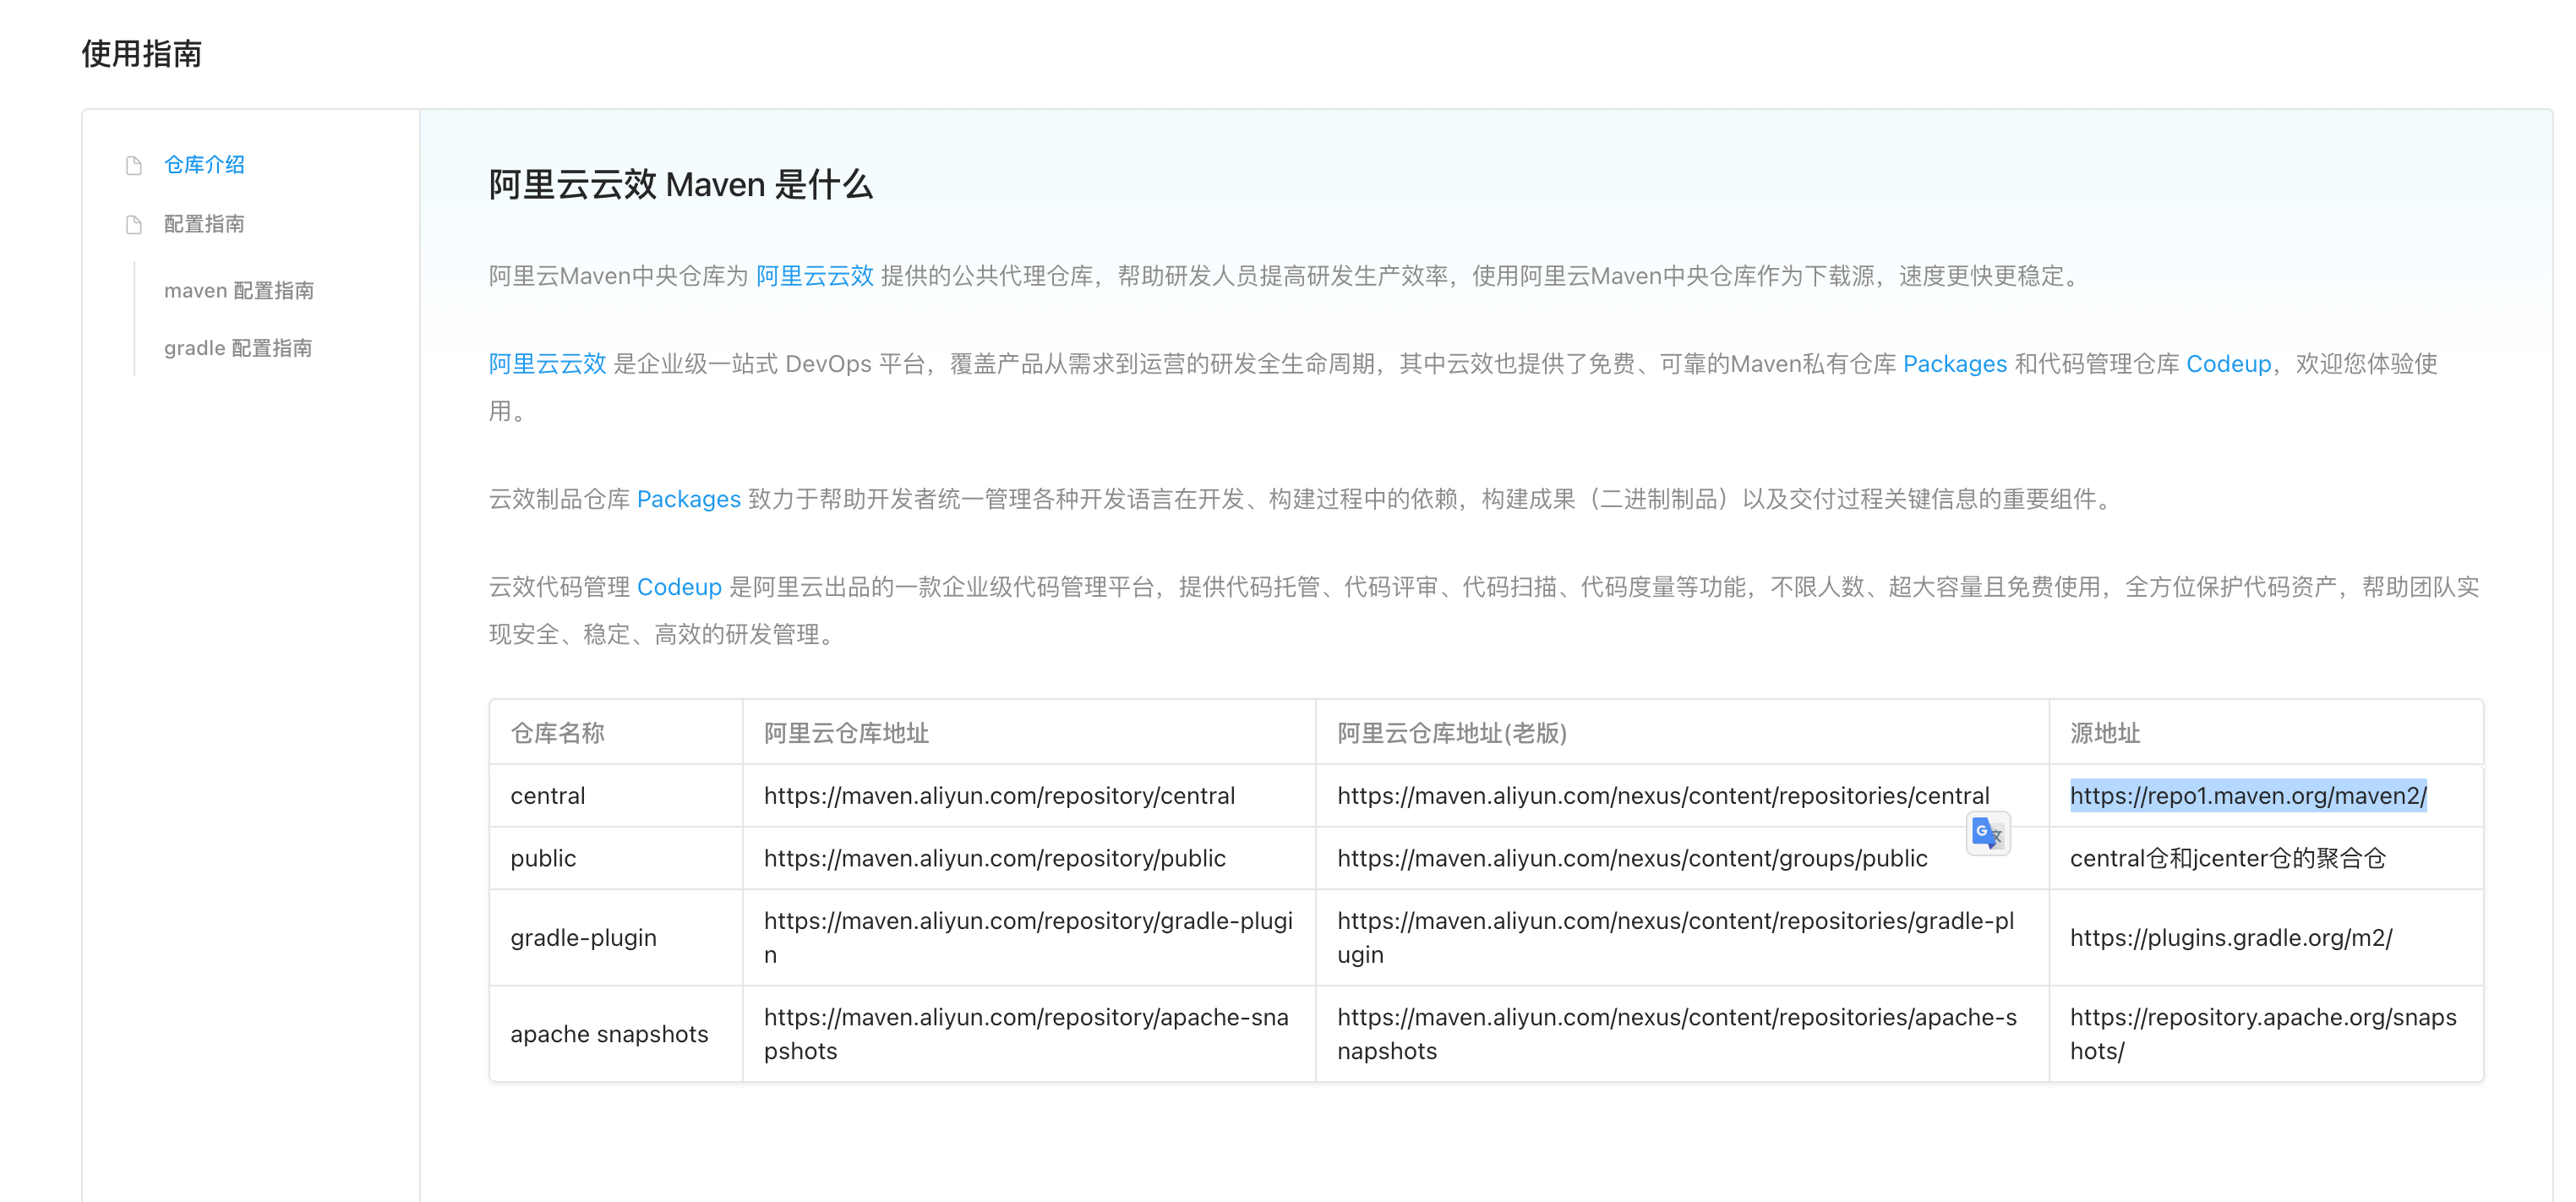 使用指南
仓库介绍
配置指南
maven 配置指南
gradle 配置指南
阿里云云效 Maven 是什么
阿里云Maven中央仓库为 阿里云云效 提供的公共代理仓库，帮助研发人员提高研发生产效率，使用阿里云Maven中央仓库作为下载源，速度更快更稳定。
阿里云云效 是企业级一站式 DevOps 平台，覆盖产品从需求到运营的研发全生命周期，其中云效也提供了免费、可靠的Maven私有仓库 Packages 和代码管理仓库 Codeup，欢迎您体验使
用。
云效制品仓库 Packages 致力于帮助开发者统一管理各种开发语言在开发、构建过程中的依赖，构建成果（二进制制品）以及交付过程关键信息的重要组件。
云效代码管理 Codeup 是阿里云出品的一款企业级代码管理平台，提供代码托管、代码评审、代码扫描、代码度量等功能，不限人数、超大容量且免费使用，全方位保护代码资产，帮助团队实
现安全、稳定、高效的研发管理。
仓库名称 阿里云仓库地址 阿里云仓库地址(老版) 源地址
central https://maven.aliyun.com/repository/central https://maven.aliyun.com/nexus/content/repositories/central https://repo1.maven.org/maven2/
public https://maven.aliyun.com/repository/public https://maven.aliyun.com/nexus/content/groups/public central仓和jcenter仓的聚合仓
gradle-plugin
https://maven.aliyun.com/repository/gradle-plugi
n
https://maven.aliyun.com/nexus/content/repositories/gradle-pl
ugin
https://plugins.gradle.org/m2/
apache snapshots
https://maven.aliyun.com/repository/apache-sna
pshots
https://maven.aliyun.com/nexus/content/repositories/apache-s
napshots
https://repository.apache.org/snaps
hots/